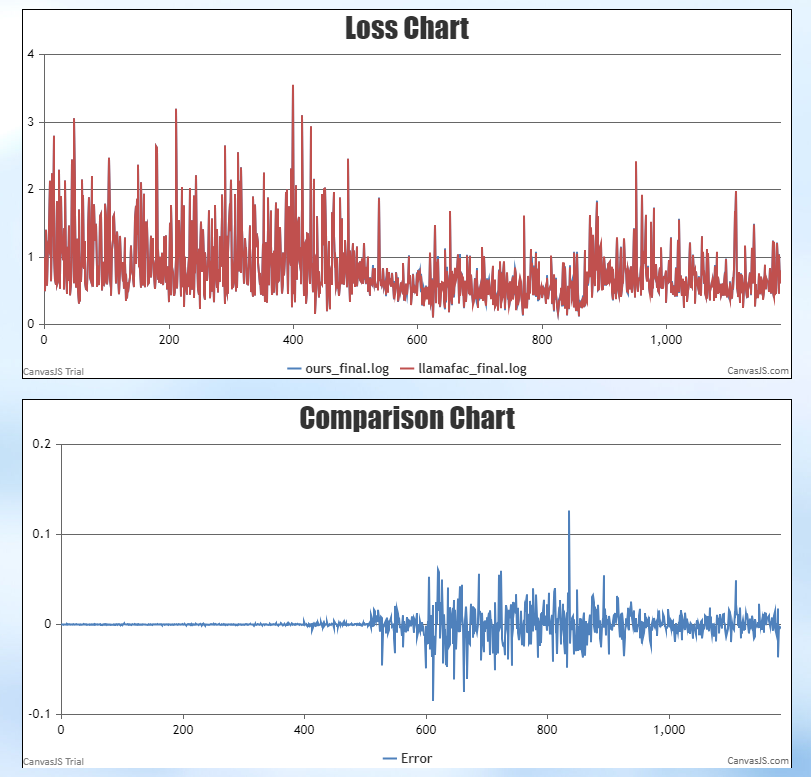 Loss Chart
4
3
2
1
0
0 200 400 600 800 1,000
ours_final.log llamafac_final.log
CanvasJS Trial CanvasJS.com
Comparison Chart
0.2
0.1
0
-0.1
0 200 400 600 800 1,000
Error
CanvasJS Trial CanvasJS.com